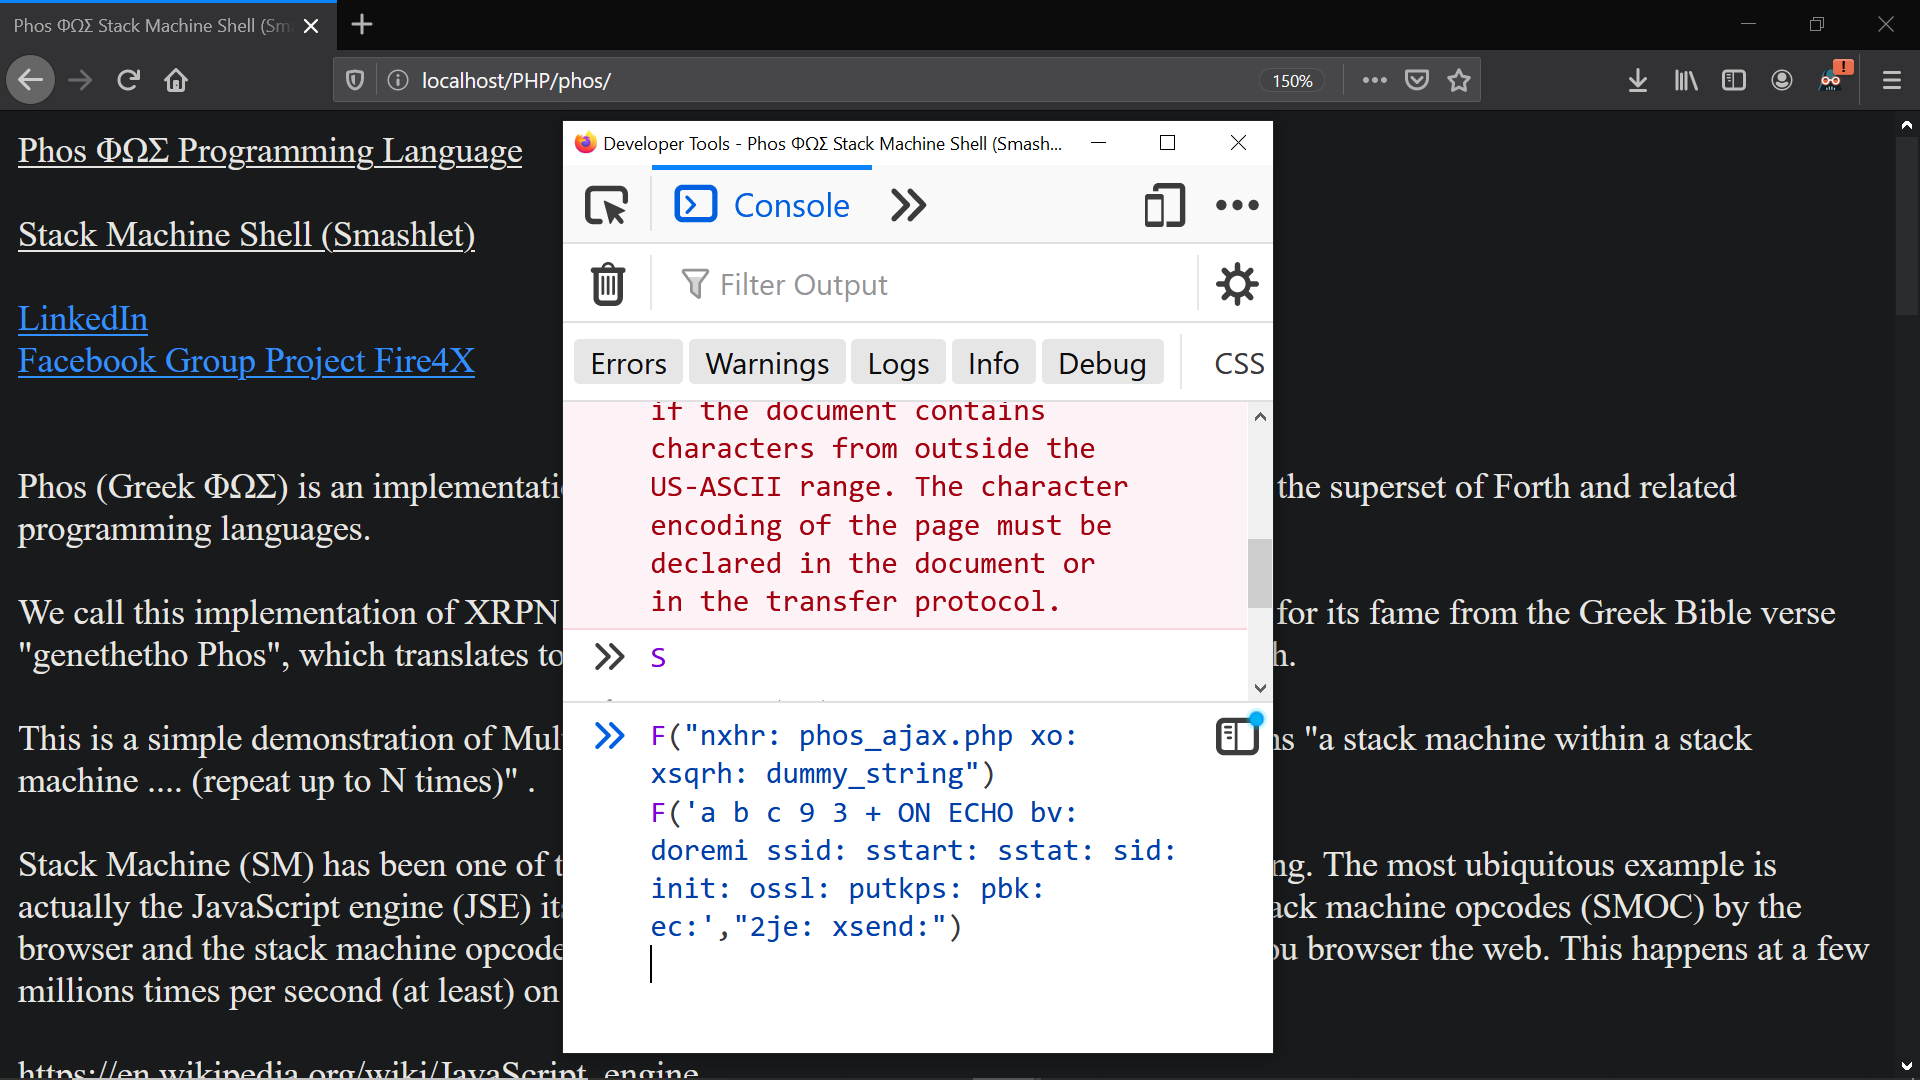 Phos ΦΩΣ Stack Machine Shell (Sm
localhost/PHP/phos/
150%
Phos ΦΩΣ Programming Language
Stack Machine Shell (Smashlet)
LinkedIn
Facebook Group Project Fire4X
Phos (Greek ΦΩΣ) is an implementati
the superset of Forth and related
programming languages.
We call this implementation of XRPN
for its fame from the Greek Bible verse
"genethetho Phos", which translates to
h.
This is a simple demonstration of Mul
ns "a stack machine within a stack
machine .... (repeat up to N times)" .
Stack Machine (SM) has been one of t
ng. The most ubiquitous example is
actually the JavaScript engine (JSE) it
ack machine opcodes (SMOC) by the
browser and the stack machine opcode
ou browser the web. This happens at a few
millions times per second (at least) on
https://en.wikipedia.org/wiki/JavaScript_engine
Developer Tools - Phos ΦΩΣ Stack Machine Shell (Smash...
Console
Filter Output
Errors Warnings Logs Info Debug CSS
if the document contains
characters from outside the
US-ASCII range. The character
encoding of the page must be
declared in the document or
in the transfer protocol.
S
F("nxhr: phos_ajax.php xo:
xsqrh: dummy_string")
F('a b c 9 3 + ON ECHO bv:
doremi ssid: sstart: sstat: sid:
init: ossl: putkps: pbk:
ec:',"2je: xsend:")